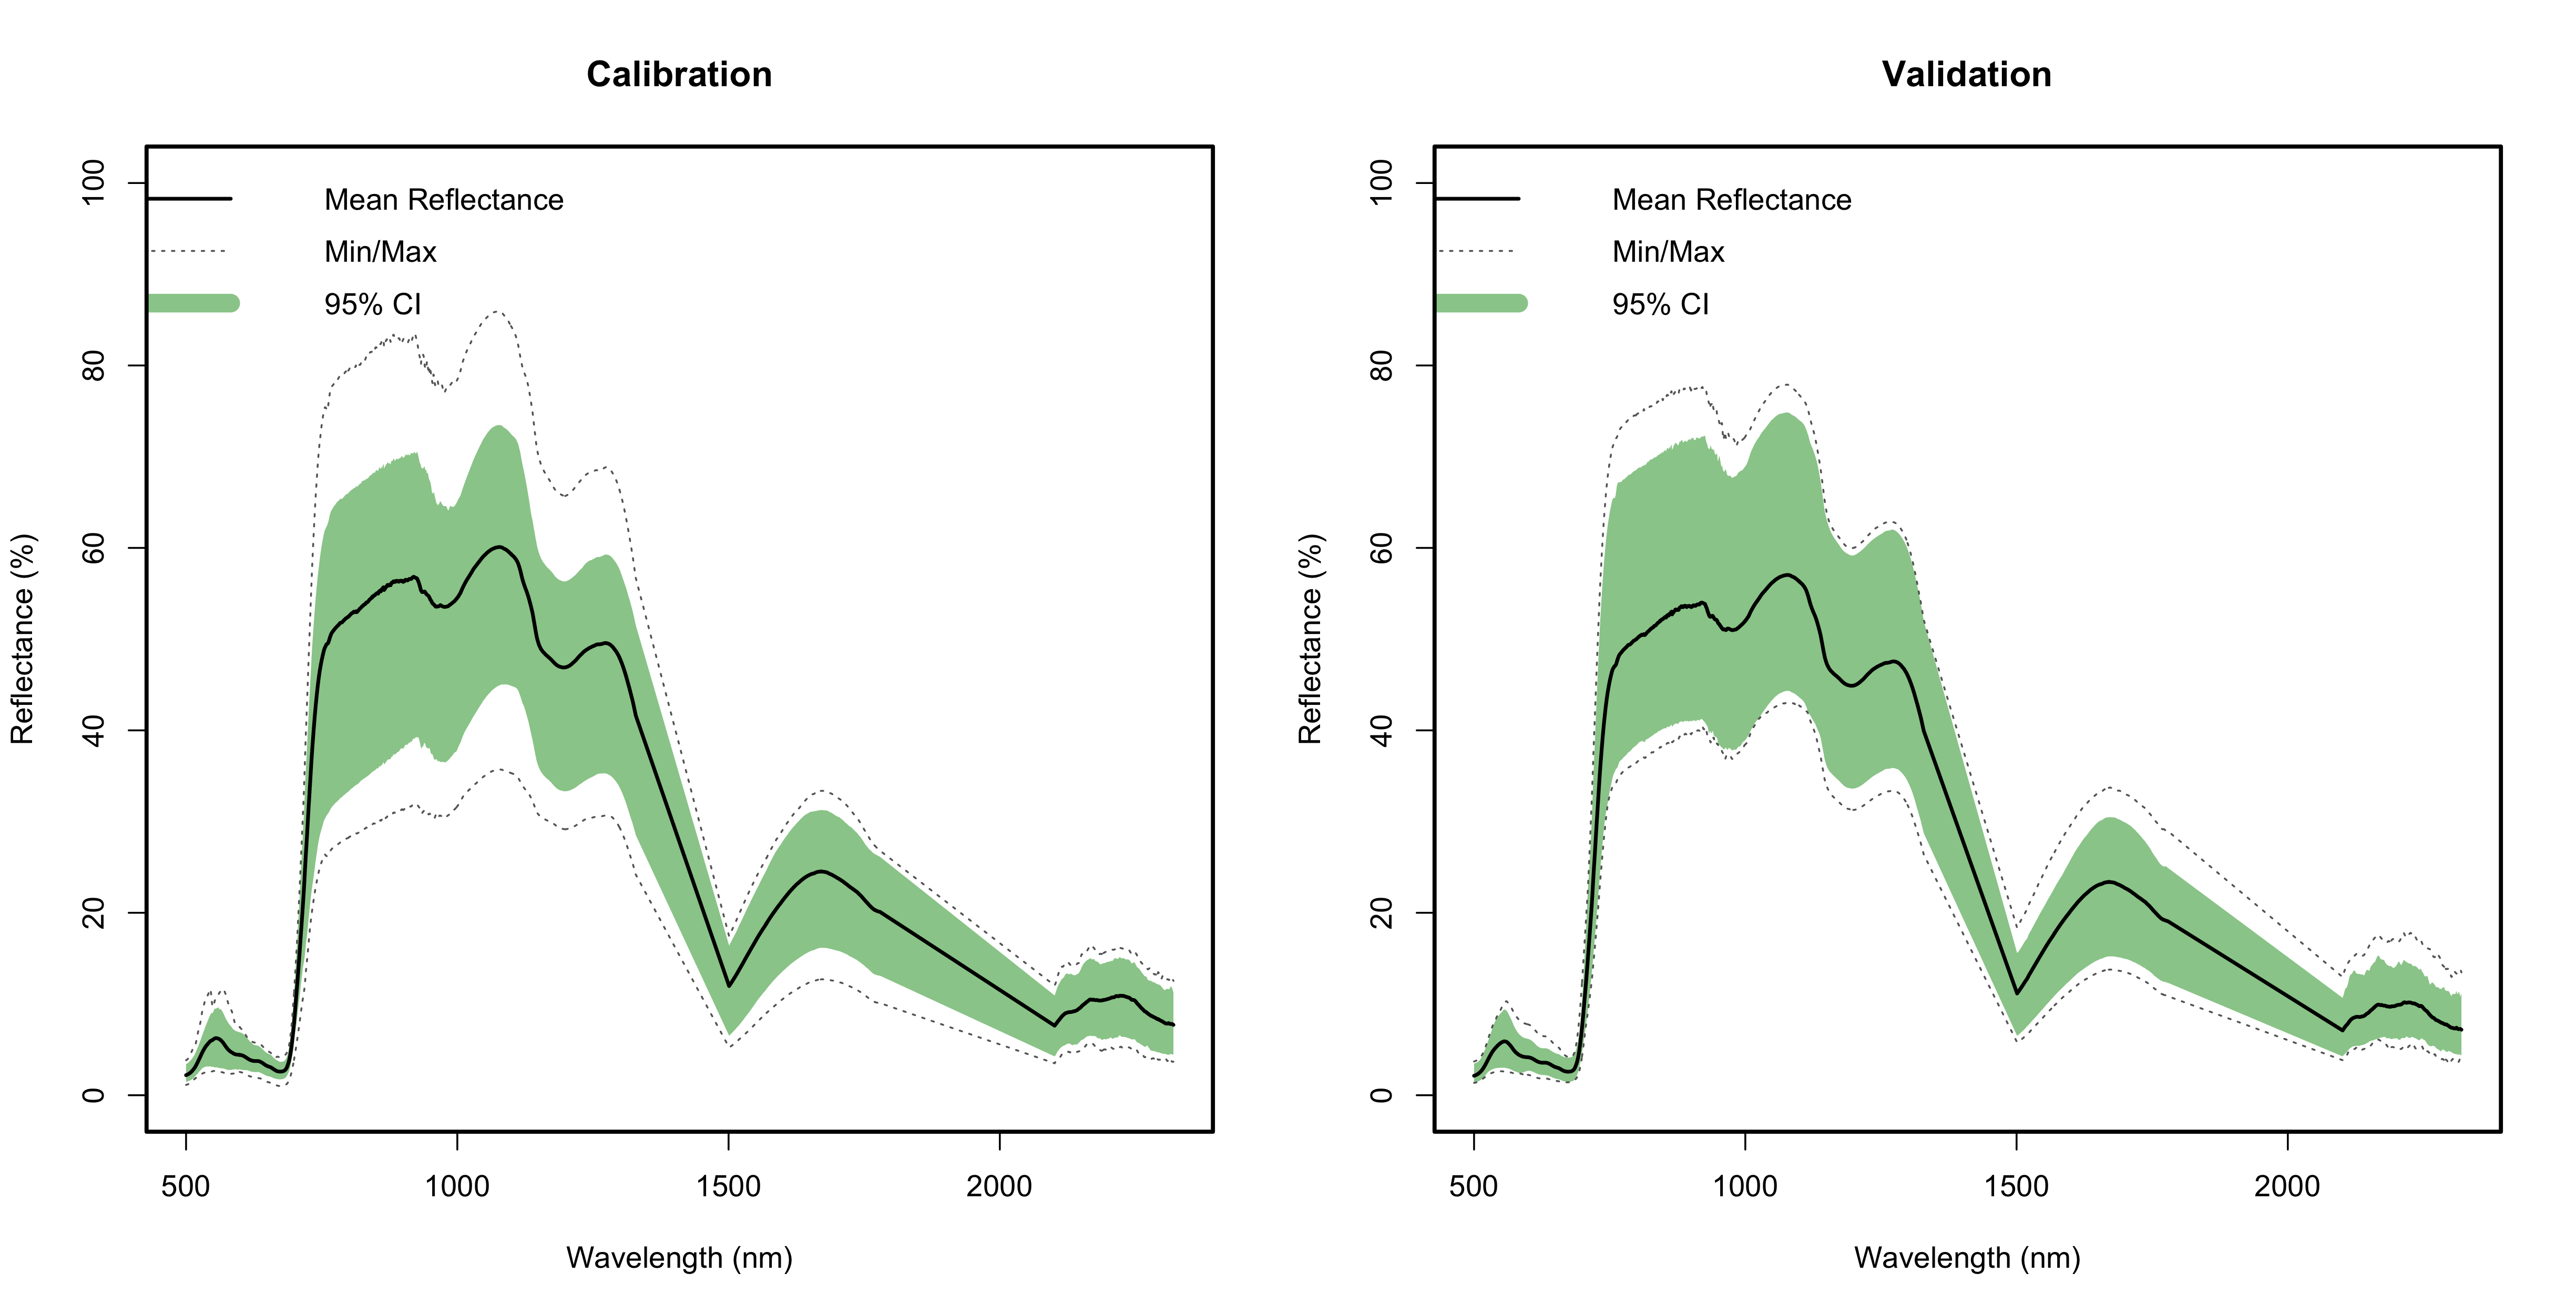 Calibration
Mean Reflectance
Min/Max
95% CI
Reflectance (%)
0
20
40
60
80
100
500
1000
1500
2000
Wavelength (nm)
Validation
Mean Reflectance
Min/Max
95% CI
Reflectance (%)
0
20
40
60
80
100
500
1000
1500
2000
Wavelength (nm)